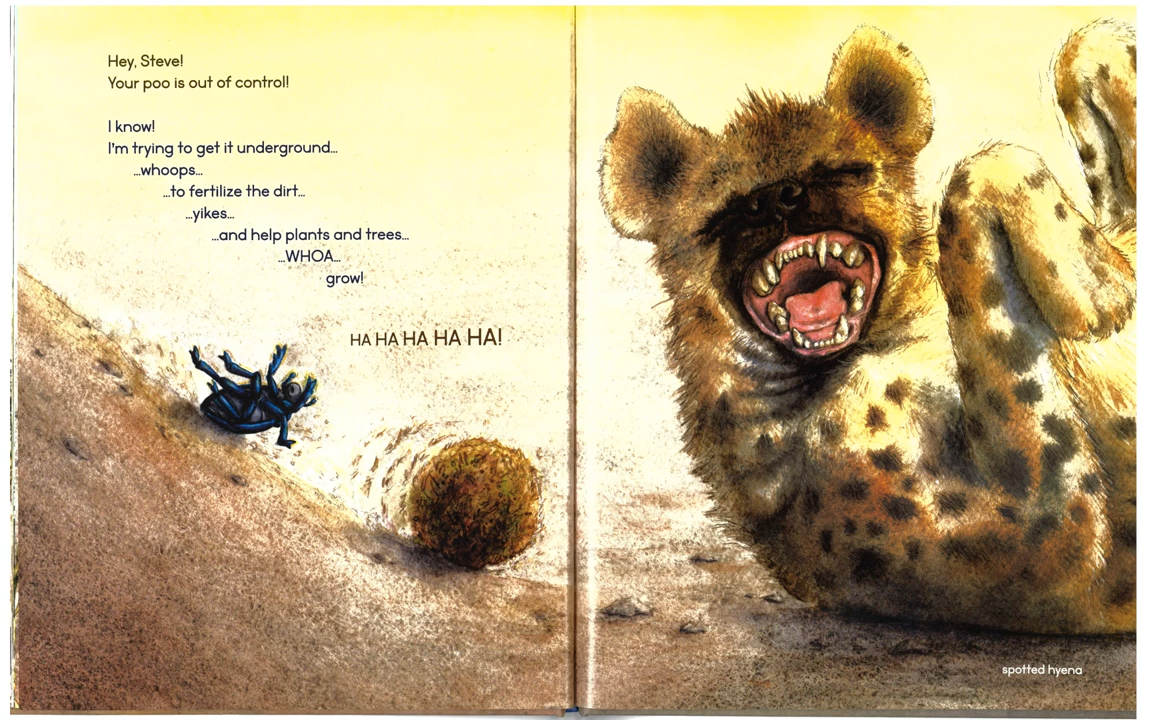 Hey, Steve!
Your poo is out of control!
I know!
I'm trying to get it underground...
...whoops...
...to fertilize the dirt...
...yikes...
...and help plants and trees...
...WHOA...
grow!
HA HA HA HA HA!
spotted hyena